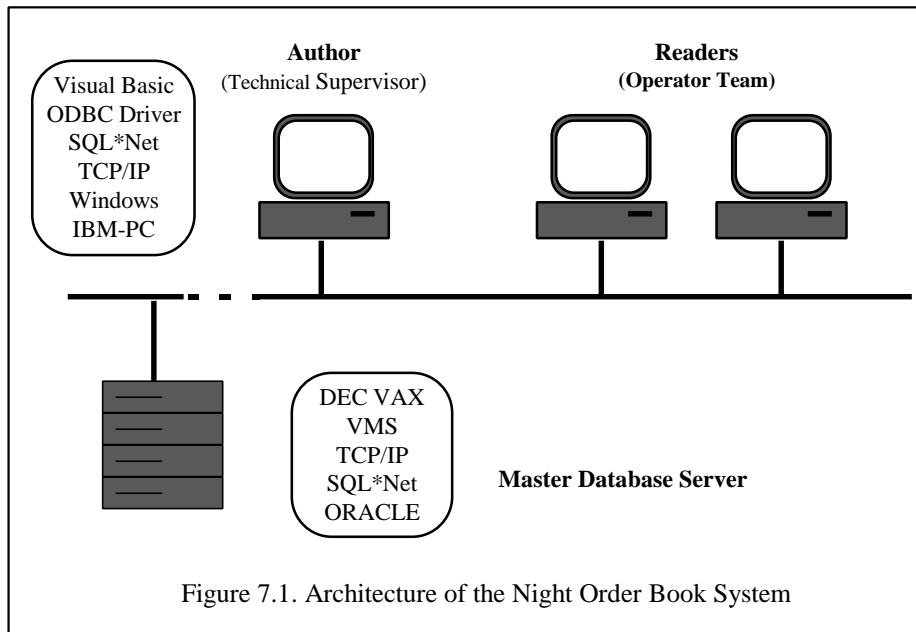 Author
(Technical Supervisor)
Readers
(Operator Team)
Visual Basic
ODBC Driver
SQL*Net
TCP/IP
Windows
IBM-PC
DEC VAX
VMS
TCP/IP
SQL*Net
ORACLE
Master Database Server
Figure 7.1. Architecture of the Night Order Book System